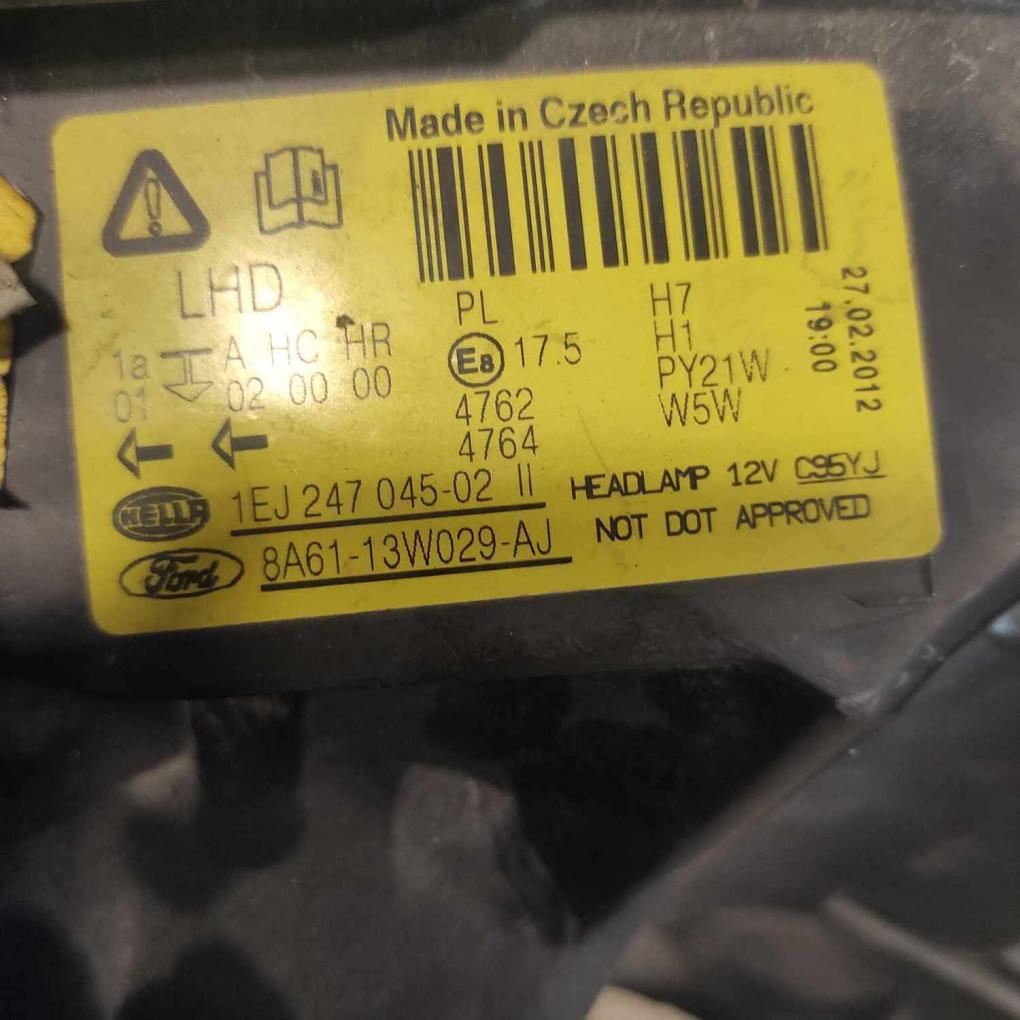 Made in Czech Republic
LHD
PL
H7
1a A HC HR
E8 17.5
H1
01 02 00 00
4762
PY21W
4764
W5W
27.02.2012
19:00
HELLA 1EJ 247 045-02 II
HEADLAMP 12V C95YJ
Ford 8A61-13W029-AJ
NOT DOT APPROVED